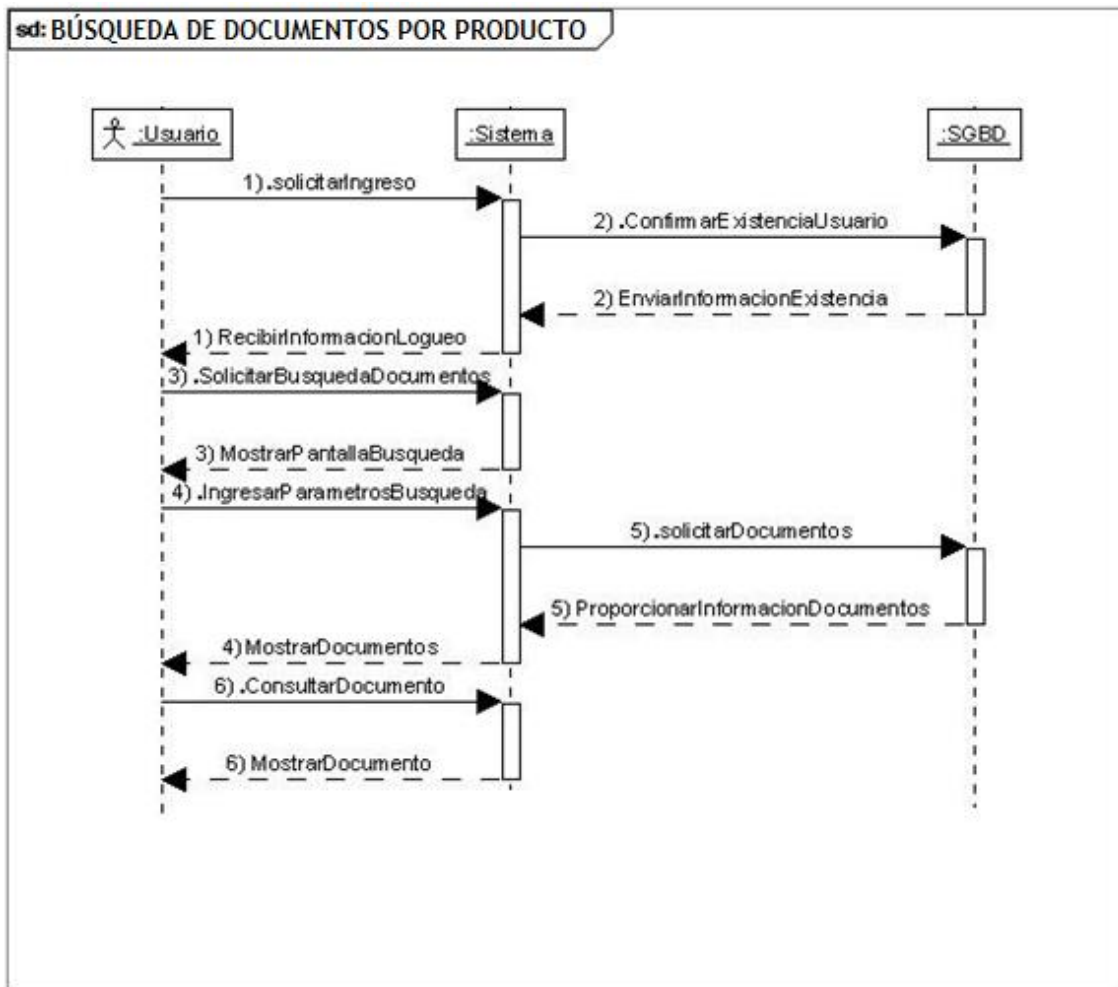 sd: BÚSQUEDA DE DOCUMENTOS POR PRODUCTO
:Usuario
:Sistema
:SGBD
1).solicitarIngreso
2).ConfirmarExistenciaUsuario
2) EnviarInformacionExistencia
1) RecibirInformacionLogueo
3).SolicitarBusquedaDocumentos
3) MostrarPantallaBusqueda
4).IngresarParametrosBusqueda
5).solicitarDocumentos
5) ProporcionarInformacionDocumentos
4) MostrarDocumentos
6).ConsultarDocumento
6) MostrarDocumento